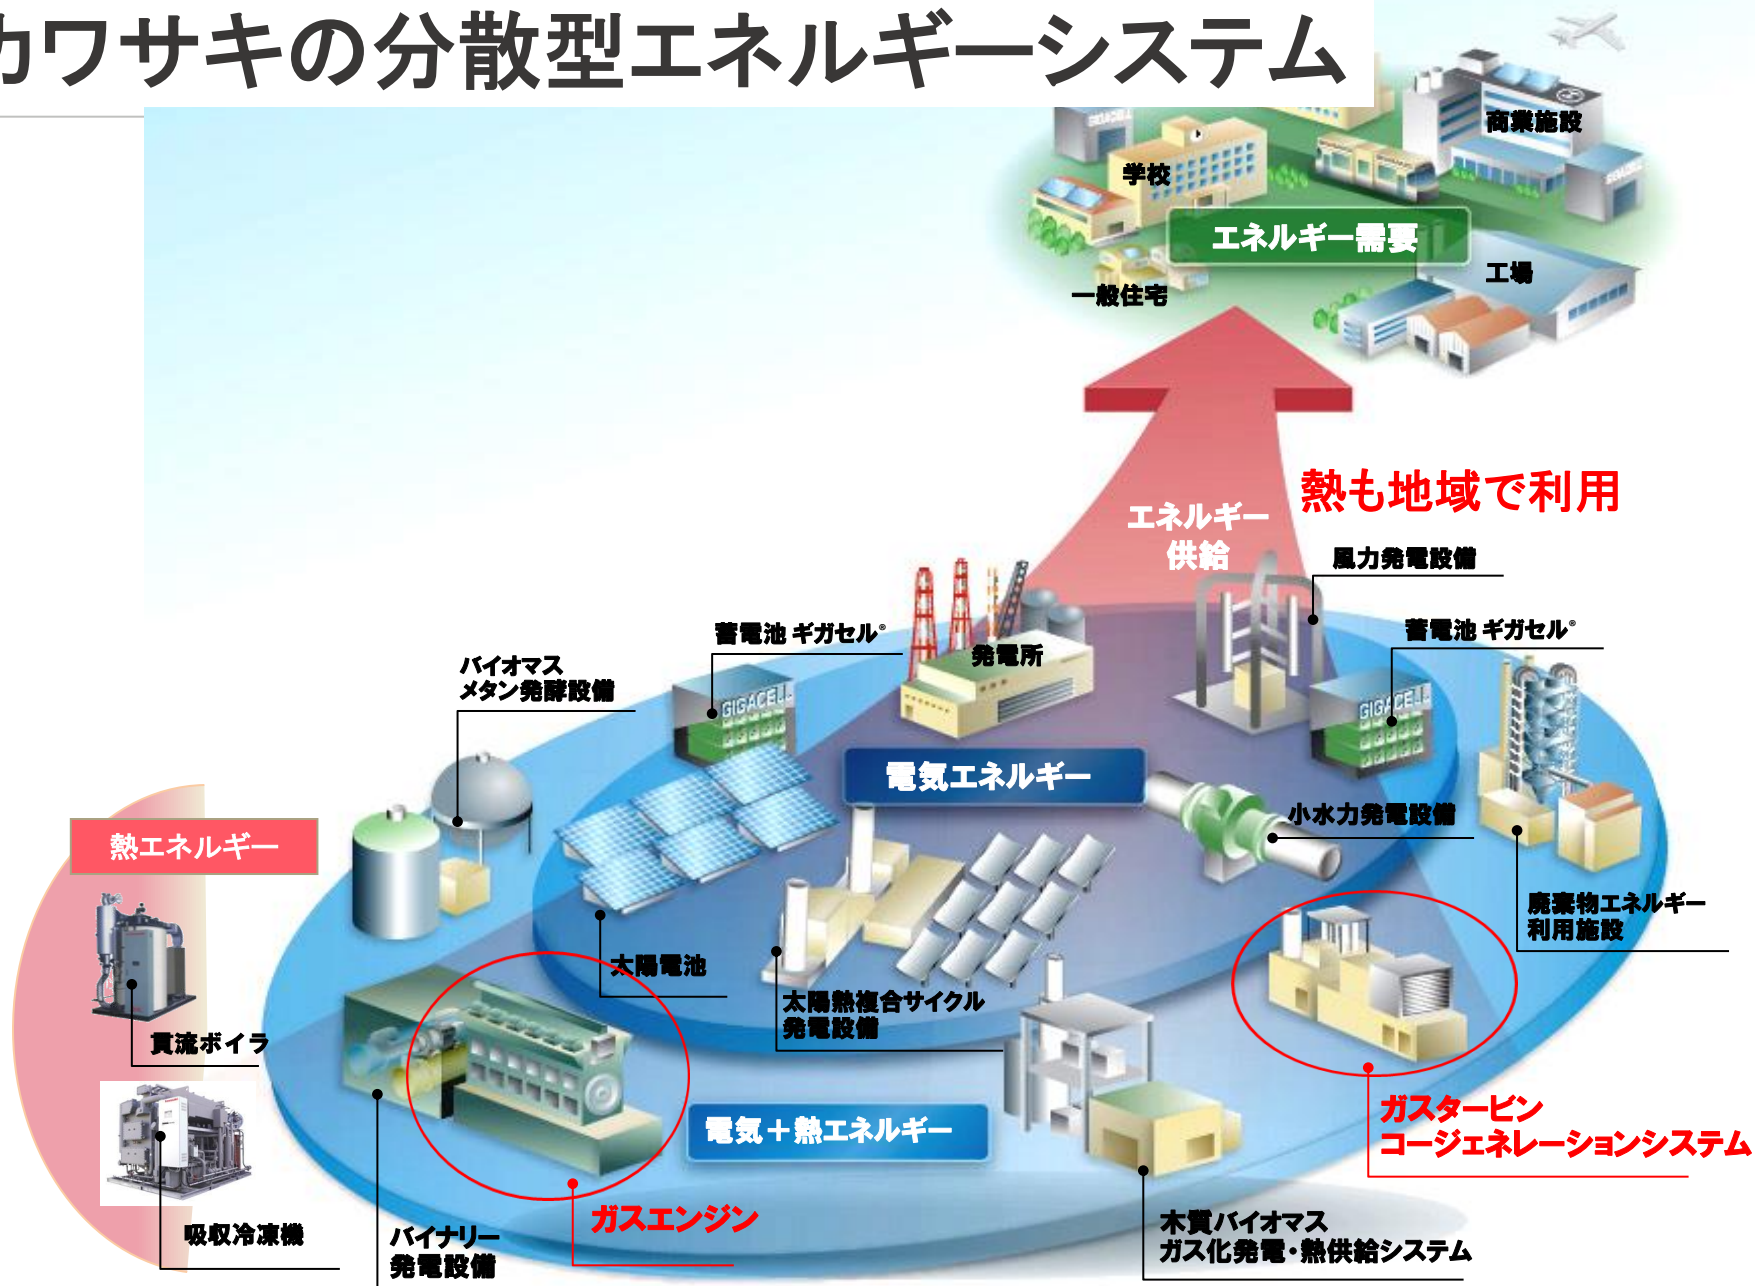 カワサキの分散型エネルギーシステム
商業施設
学校
エネルギー需要
工場
一般住宅
熱も地域で利用
エネルギー
供給
風力発電設備
蓄電池 ギガセル®
蓄電池 ギガセル®
発電所
バイオマス
メタン発酵設備
GIGACELL
GIGACELL
電気エネルギー
小水力発電設備
熱エネルギー
廃棄物エネルギー
利用施設
太陽電池
太陽熱複合サイクル
発電設備
貫流ボイラ
電気＋熱エネルギー
ガスタービン
コージェネレーションシステム
ガスエンジン
吸収冷凍機
バイナリー
発電設備
木質バイオマス
ガス化発電・熱供給システム